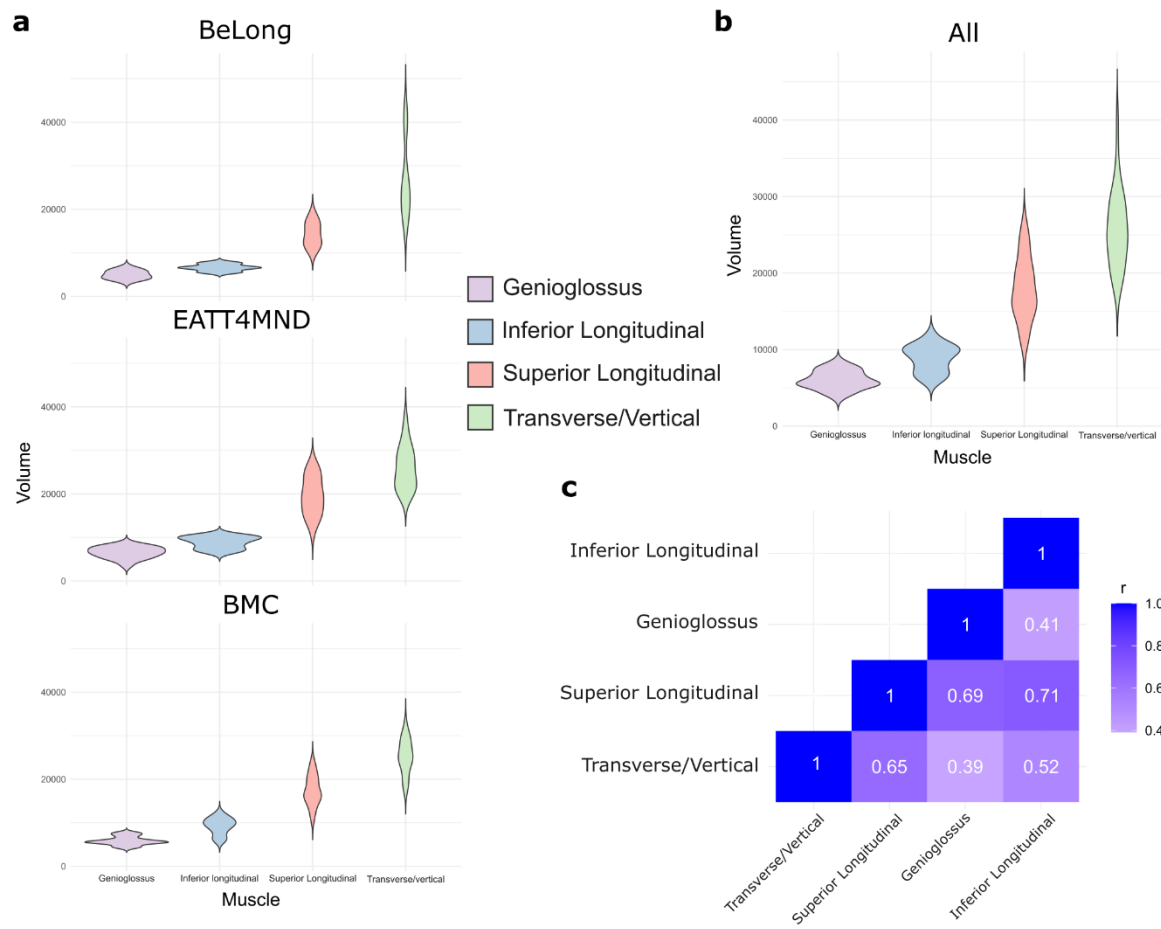 a
BeLong
40000
20000
0
EATT4MND
40000
20000
0
Volume
BMC
40000
20000
0
Genioglossus
Inferior longitudinal
Superior Longitudinal
Transverse/vertical
Muscle
Genioglossus
Inferior Longitudinal
Superior Longitudinal
Transverse/Vertical
b
All
Volume
40000
30000
20000
10000
0
Genioglossus
Inferior longitudinal
Superior Longitudinal
Transverse/vertical
Muscle
c
Inferior Longitudinal
1
Genioglossus
1 0.41
Superior Longitudinal
1 0.69 0.71
Transverse/Vertical
1 0.65 0.39 0.52
Transverse/Vertical
Superior Longitudinal
Genioglossus
Inferior Longitudinal
r
1.0
0.8
0.6
0.4